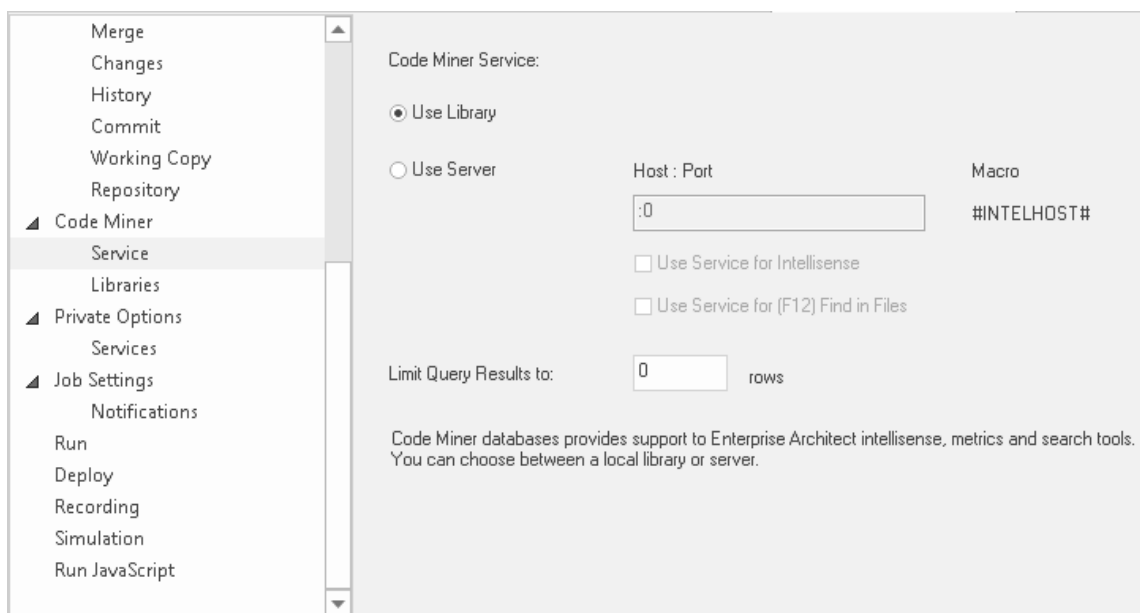 Merge
Changes
History
Commit
Working Copy
Repository
Code Miner
Service
Libraries
Private Options
Services
Job Settings
Notifications
Run
Deploy
Recording
Simulation
Run JavaScript
Code Miner Service:
Use Library
Use Server
Host : Port
Macro
:0
#INTELHOST#
Use Service for Intellisense
Use Service for (F12) Find in Files
Limit Query Results to:
0
rows
Code Miner databases provides support to Enterprise Architect intellisense, metrics and search tools.
You can choose between a local library or server.